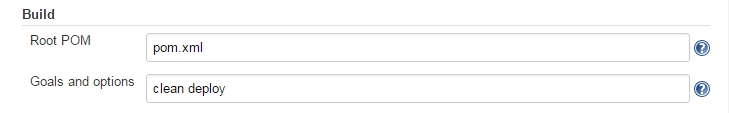 Build
Root POM
pom.xml
Goals and options
clean deploy